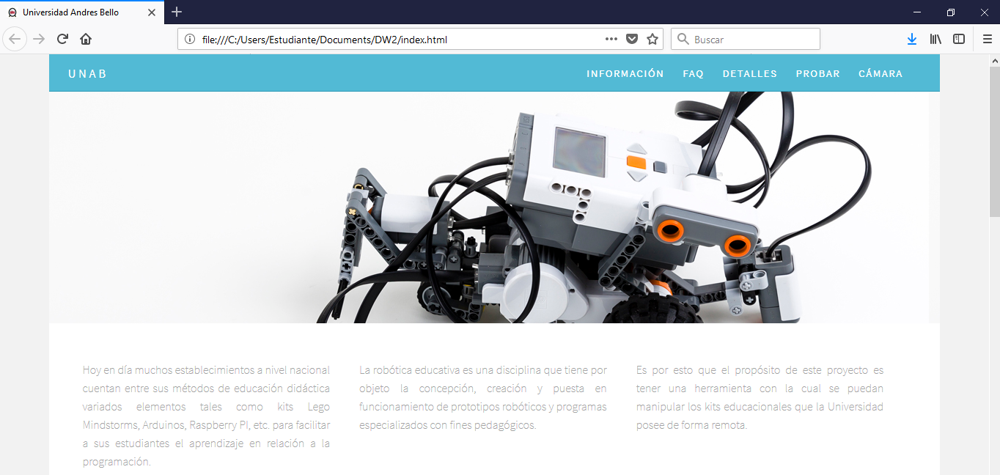 Universidad Andres Bello
file:///C:/Users/Estudiante/Documents/DW2/index.html
Buscar
UNAB
INFORMACIÓN FAQ DETALLES PROBAR CÁMARA
Hoy en día muchos establecimientos a nivel nacional
cuentan entre sus métodos de educación didáctica
variados elementos tales como kits Lego
Mindstorms, Arduinos, Raspberry PI, etc. para facilitar
a sus estudiantes el aprendizaje en relación a la
programación.
La robótica educativa es una disciplina que tiene por
objeto la concepción, creación y puesta en
funcionamiento de prototipos robóticos y programas
especializados con fines pedagógicos.
Es por esto que el propósito de este proyecto es
tener una herramienta con la cual se puedan
manipular los kits educacionales que la Universidad
posee de forma remota.